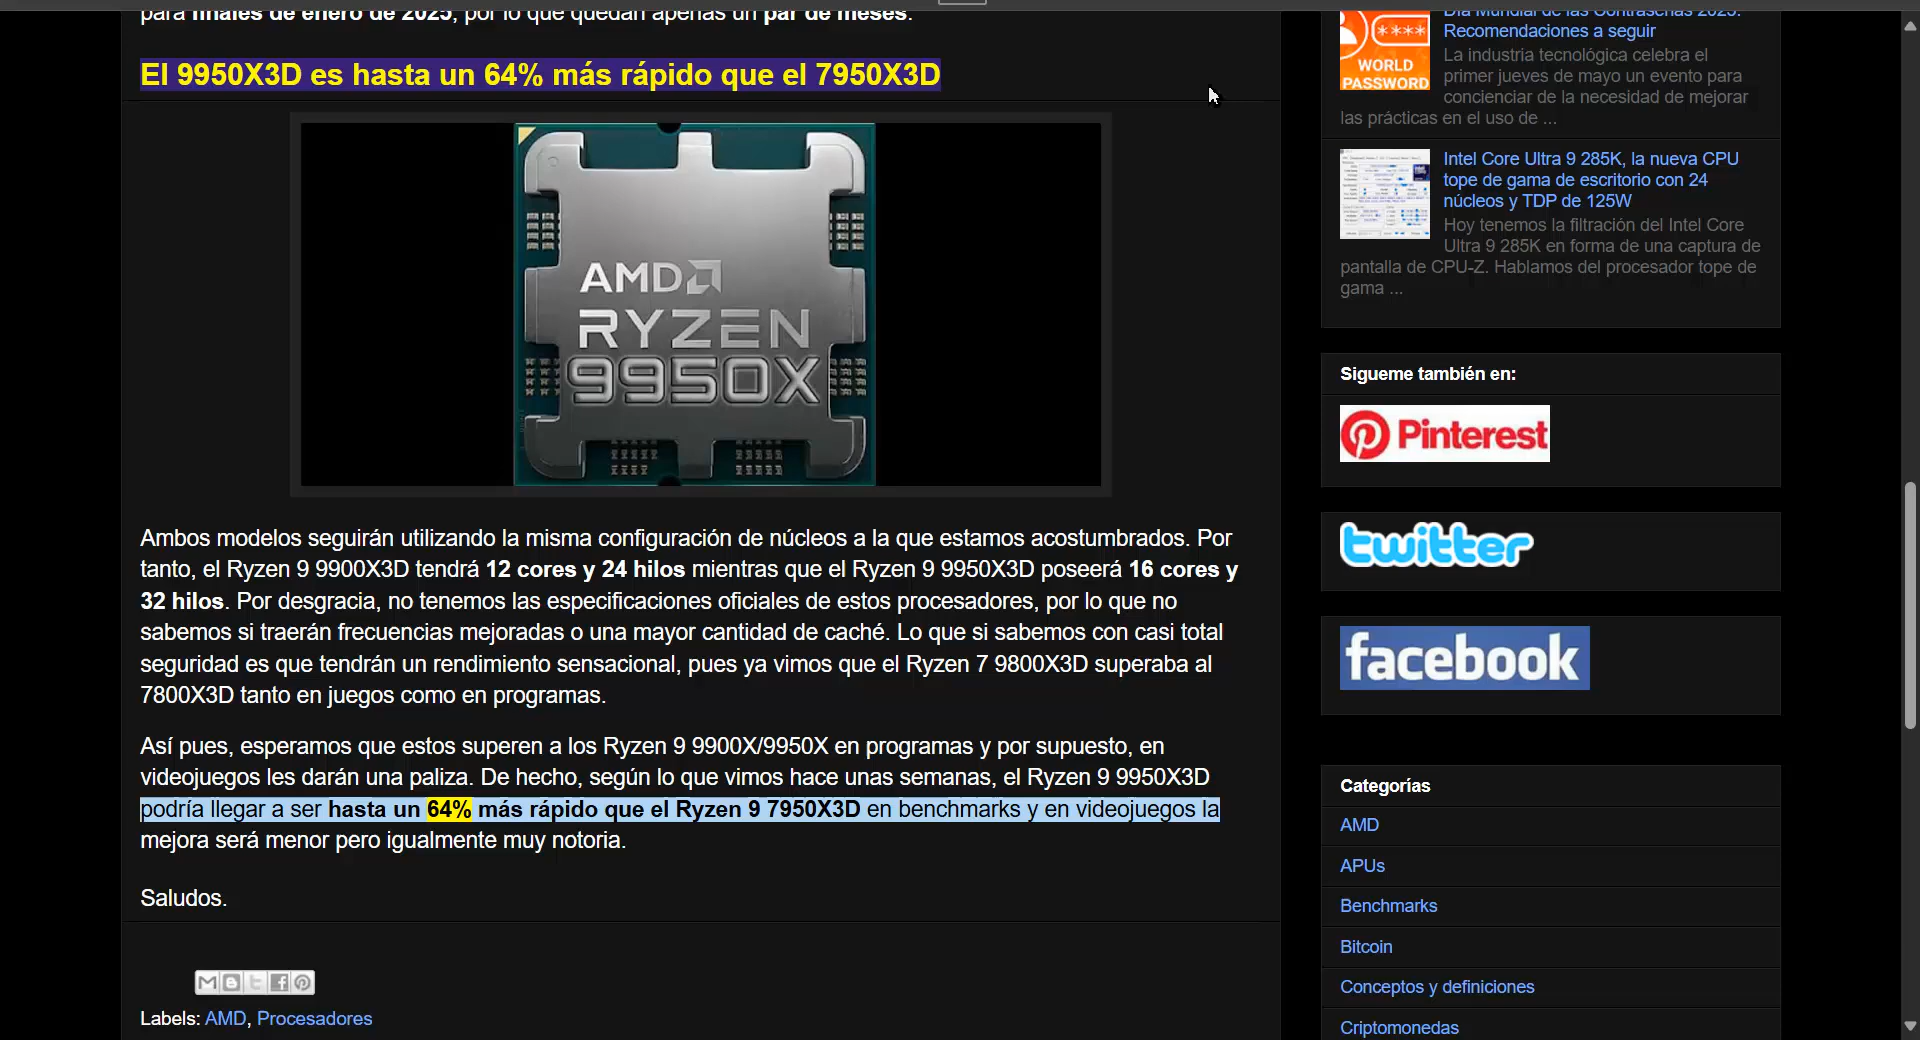 para finales de enero de 2025, por lo que quedan apenas un par de meses.
El 9950X3D es hasta un 64% más rápido que el 7950X3D
AMD
RYZEN
9950X
Ambos modelos seguirán utilizando la misma configuración de núcleos a la que estamos acostumbrados. Por
tanto, el Ryzen 9 9900X3D tendrá 12 cores y 24 hilos mientras que el Ryzen 9 9950X3D poseerá 16 cores y
32 hilos. Por desgracia, no tenemos las especificaciones oficiales de estos procesadores, por lo que no
sabemos si traerán frecuencias mejoradas o una mayor cantidad de caché. Lo que si sabemos con casi total
seguridad es que tendrán un rendimiento sensacional, pues ya vimos que el Ryzen 7 9800X3D superaba al
7800X3D tanto en juegos como en programas.
Así pues, esperamos que estos superen a los Ryzen 9 9900X/9950X en programas y por supuesto, en
videojuegos les darán una paliza. De hecho, según lo que vimos hace unas semanas, el Ryzen 9 9950X3D
podría llegar a ser hasta un 64% más rápido que el Ryzen 9 7950X3D en benchmarks y en videojuegos la
mejora será menor pero igualmente muy notoria.
Saludos.
Labels: AMD, Procesadores
****
WORLD
PASSWORD
Día Mundial de las Contraseñas 2023.
Recomendaciones a seguir
La industria tecnológica celebra el
primer jueves de mayo un evento para
concienciar de la necesidad de mejorar
las prácticas en el uso de ...
Intel Core Ultra 9 285K, la nueva CPU
tope de gama de escritorio con 24
núcleos y TDP de 125W
Hoy tenemos la filtración del Intel Core
Ultra 9 285K en forma de una captura de
pantalla de CPU-Z. Hablamos del procesador tope de
gama ...
Sigueme también en:
Pinterest
twitter
facebook
Categorías
AMD
APUs
Benchmarks
Bitcoin
Conceptos y definiciones
Criptomonedas